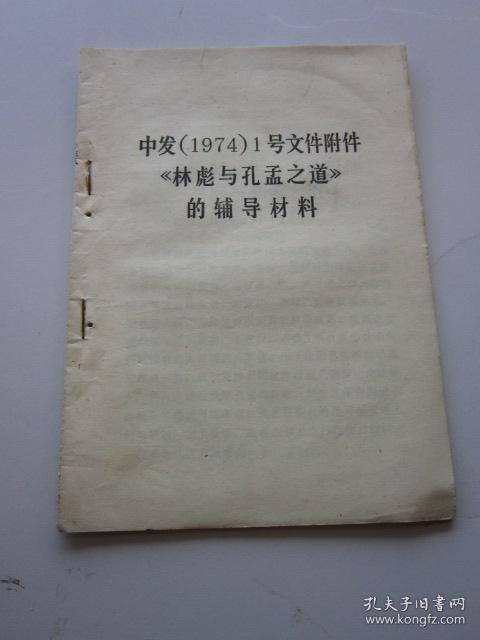 中发(1974)1号文件附件
《林彪与孔孟之道》
的辅导材料
孔夫子旧书网
www.kongfz.com